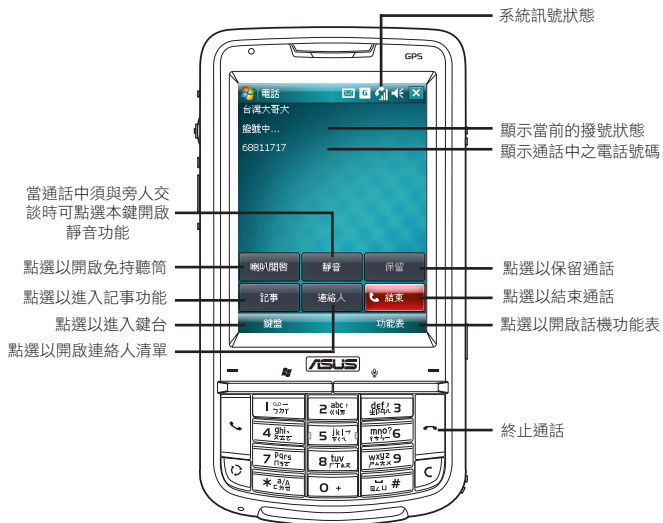 系統訊號狀態
GPS
電話
G
台灣大哥大
撥號中...
顯示當前的撥號狀態
68811717
顯示通話中之電話號碼
當通話中須與旁人交
談時可點選本鍵開啟
靜音功能
點選以開啟免持聽筒
喇叭開啓
靜音
保留
點選以保留通話
點選以進入記事功能
記事
連絡人
結束
點選以結束通話
點選以進入鍵台
鍵盤
功能表
點選以開啟話機功能表
點選以開啟連絡人清單
ASUS
1
2 abc
def 3
4 ghi
5 jkl
mno 6
終止通話
7 pqrs
8 tuv
wxyz 9
* a/A
0 +
#
C